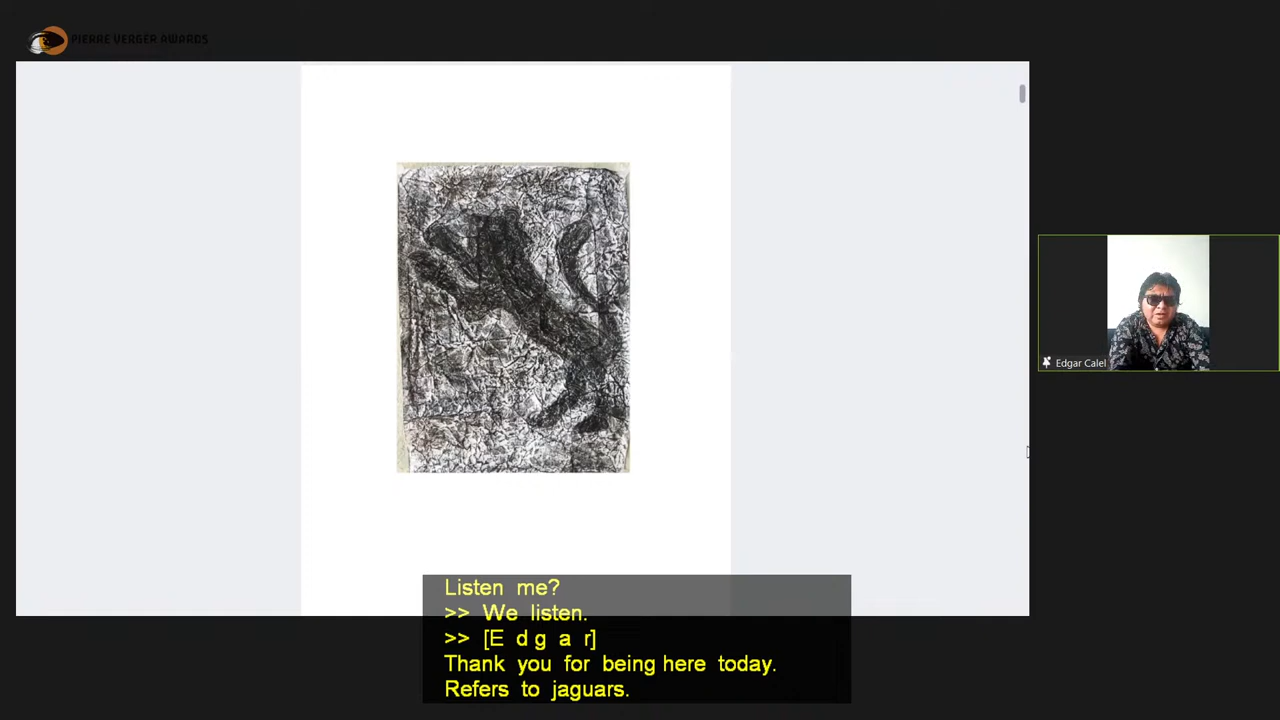 PIERRE VERGER AWARDS
Edgar Calel
Listen me?
>> We listen.
>> [E d g a r]
Thank you for being here today.
Refers to jaguars.